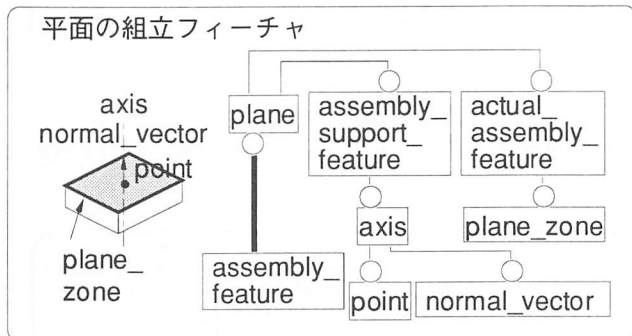 平面の組立フィーチャ
axis
normal_vector
point
plane_
zone
plane
assembly_
support_
feature
actual_
assembly_
feature
axis
plane_zone
assembly_
feature
point
normal_vector